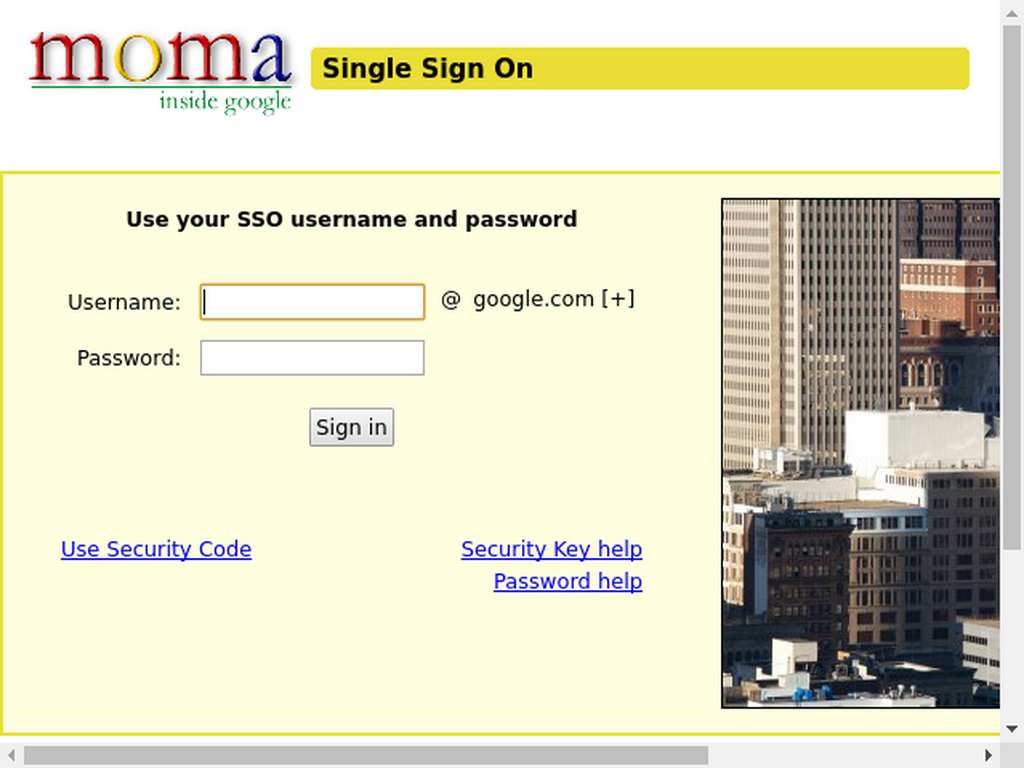 moma
inside google
Single Sign On
Use your SSO username and password
Username:
@ google.com [+]
Password:
Sign in
Use Security Code
Security Key help
Password help